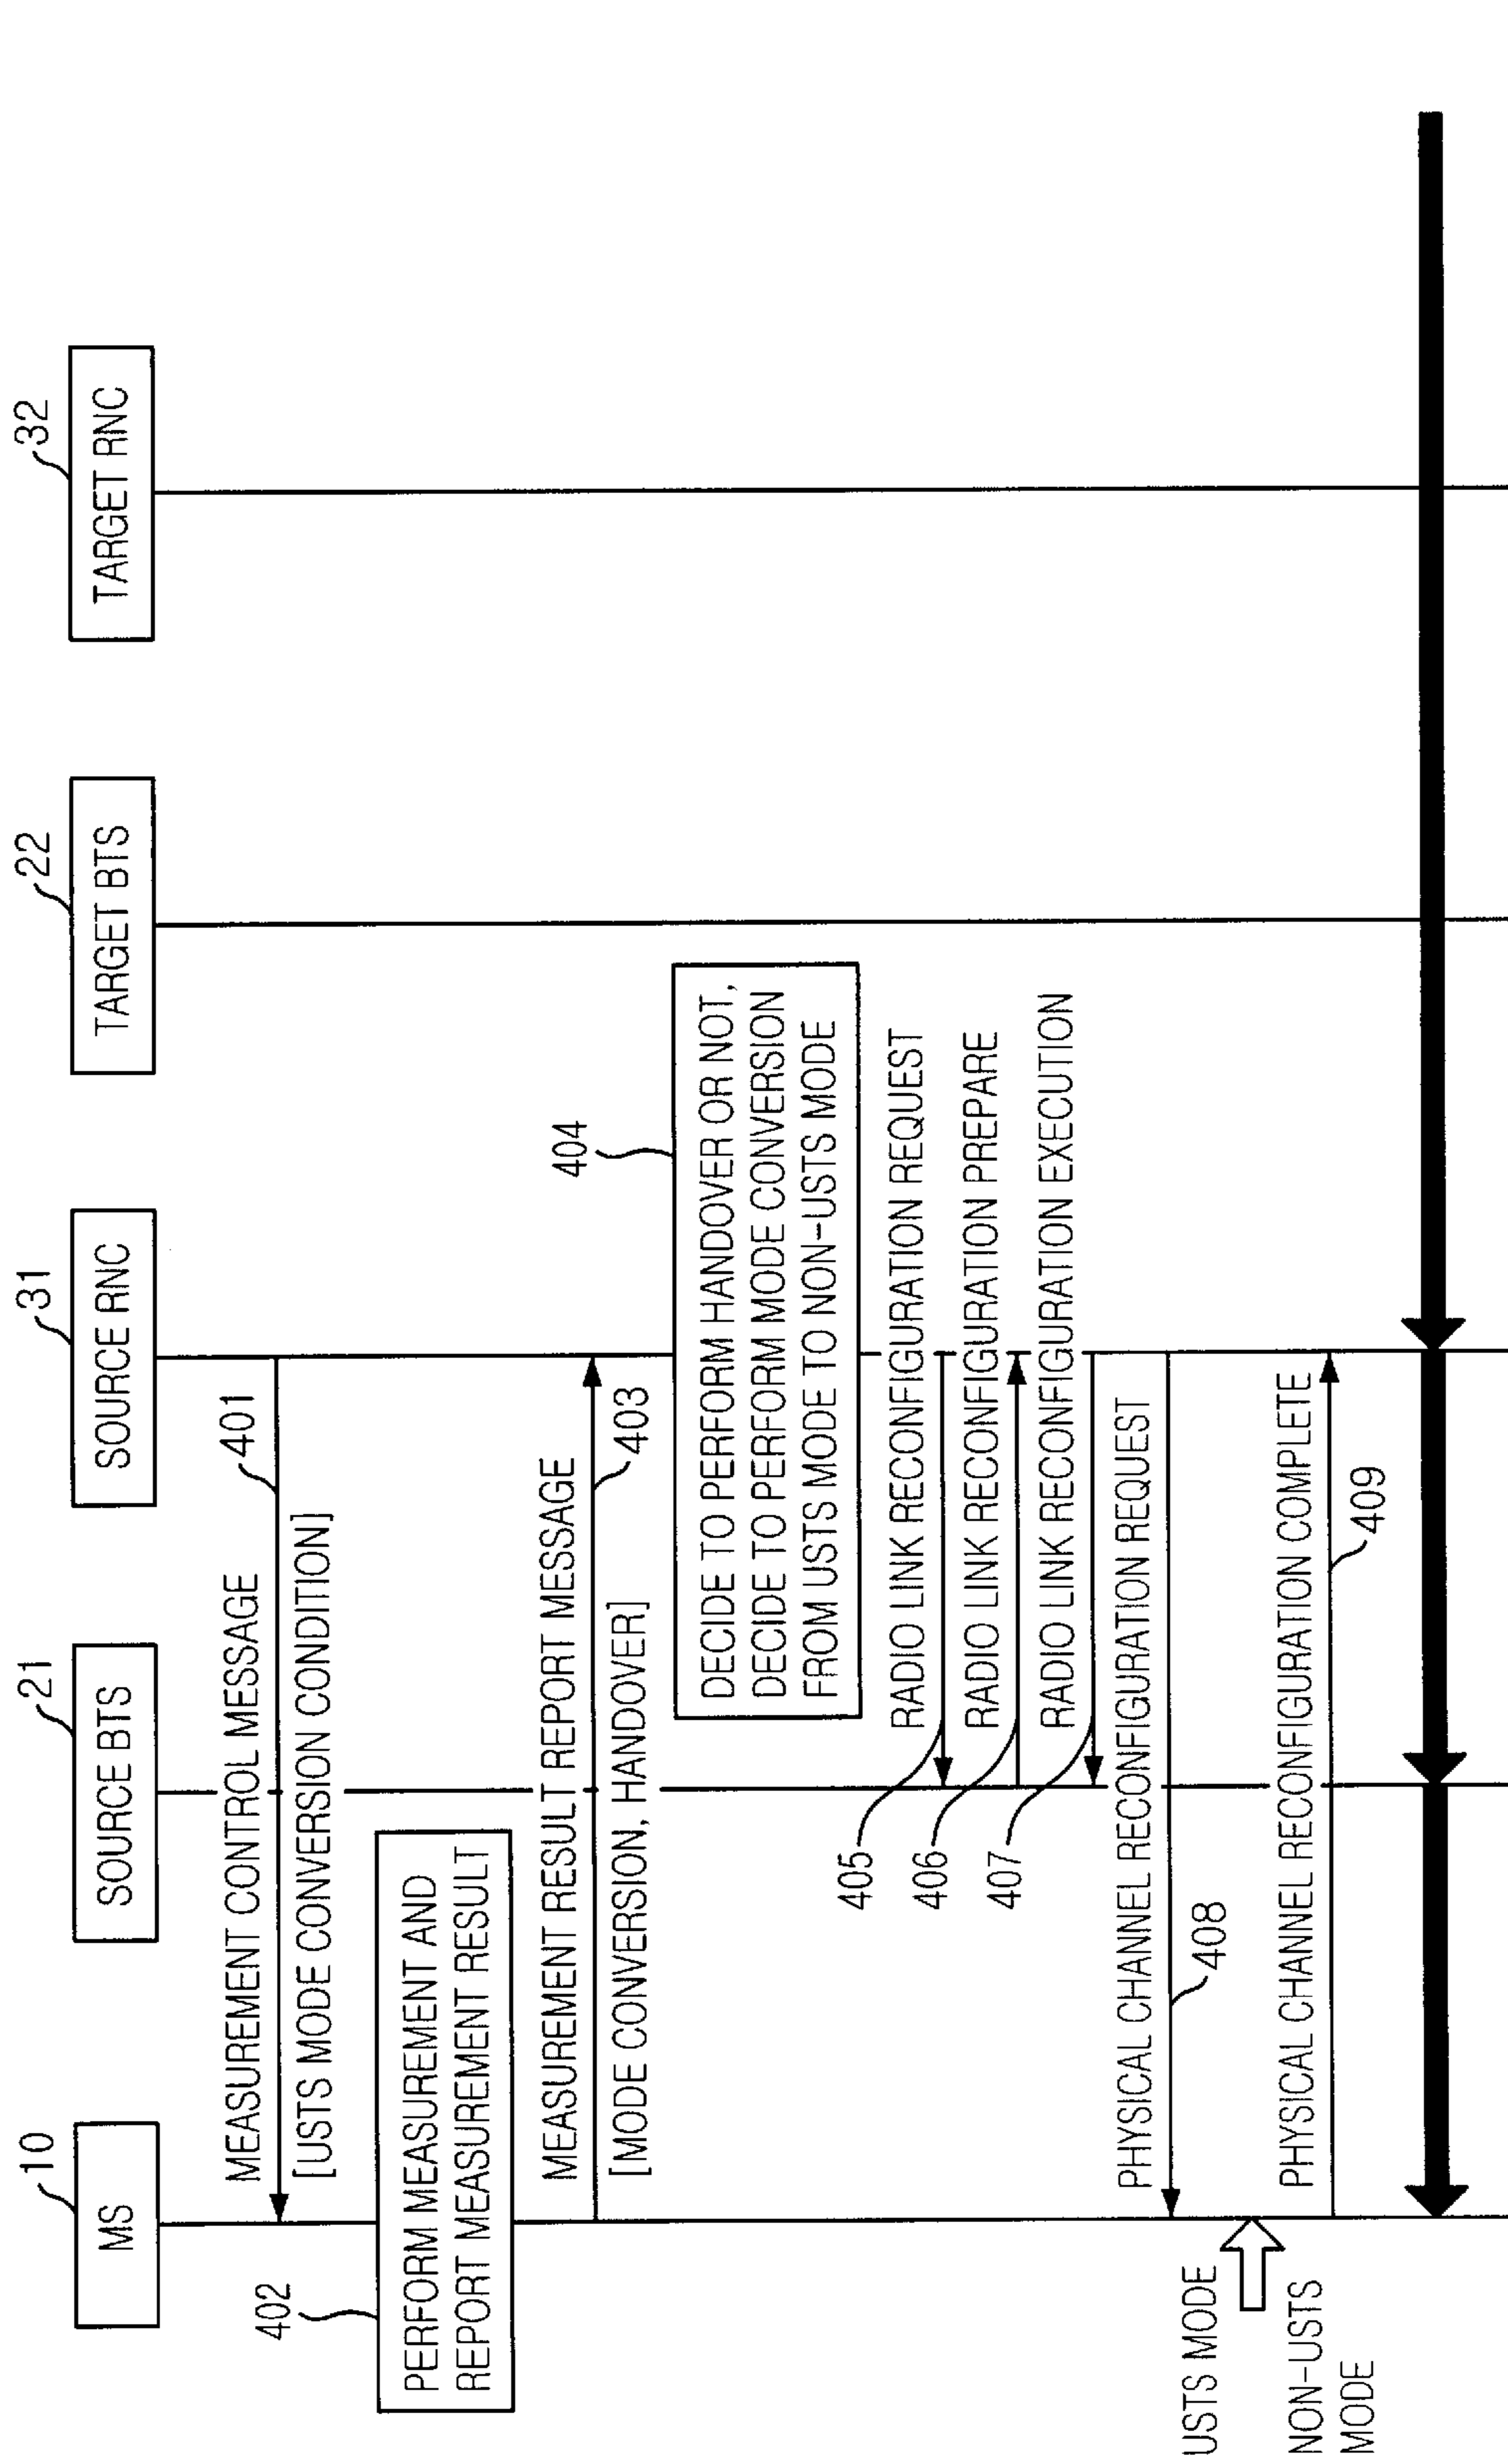 10
MS
21
SOURCE BTS
31
SOURCE RNC
22
TARGET BTS
32
TARGET RNC
MEASUREMENT CONTROL MESSAGE
401
[USTS MODE CONVERSION CONDITION]
402
PERFORM MEASUREMENT AND
REPORT MEASUREMENT RESULT
MEASUREMENT RESULT REPORT MESSAGE
403
[MODE CONVERSION, HANDOVER]
404
DECIDE TO PERFORM HANDOVER OR NOT,
DECIDE TO PERFORM MODE CONVERSION
FROM USTS MODE TO NON-USTS MODE
RADIO LINK RECONFIGURATION REQUEST
405
RADIO LINK RECONFIGURATION PREPARE
406
RADIO LINK RECONFIGURATION EXECUTION
407
PHYSICAL CHANNEL RECONFIGURATION REQUEST
408
USTS MODE
NON-USTS
MODE
PHYSICAL CHANNEL RECONFIGURATION COMPLETE
409